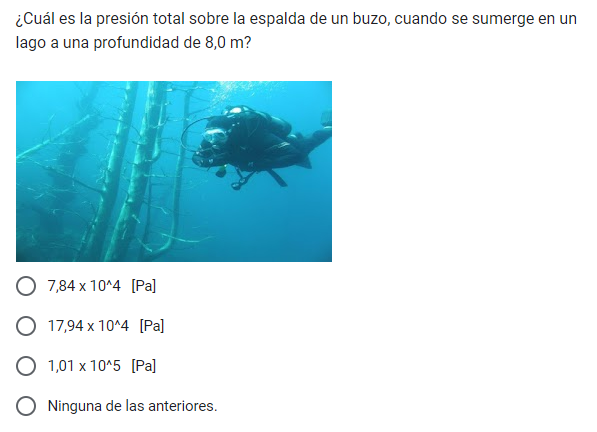 ¿Cuál es la presión total sobre la espalda de un buzo, cuando se sumerge en un
lago a una profundidad de 8,0 m?
7,84 x 10^4 [Pa]
17,94 x 10^4 [Pa]
1,01 x 10^5 [Pa]
Ninguna de las anteriores.